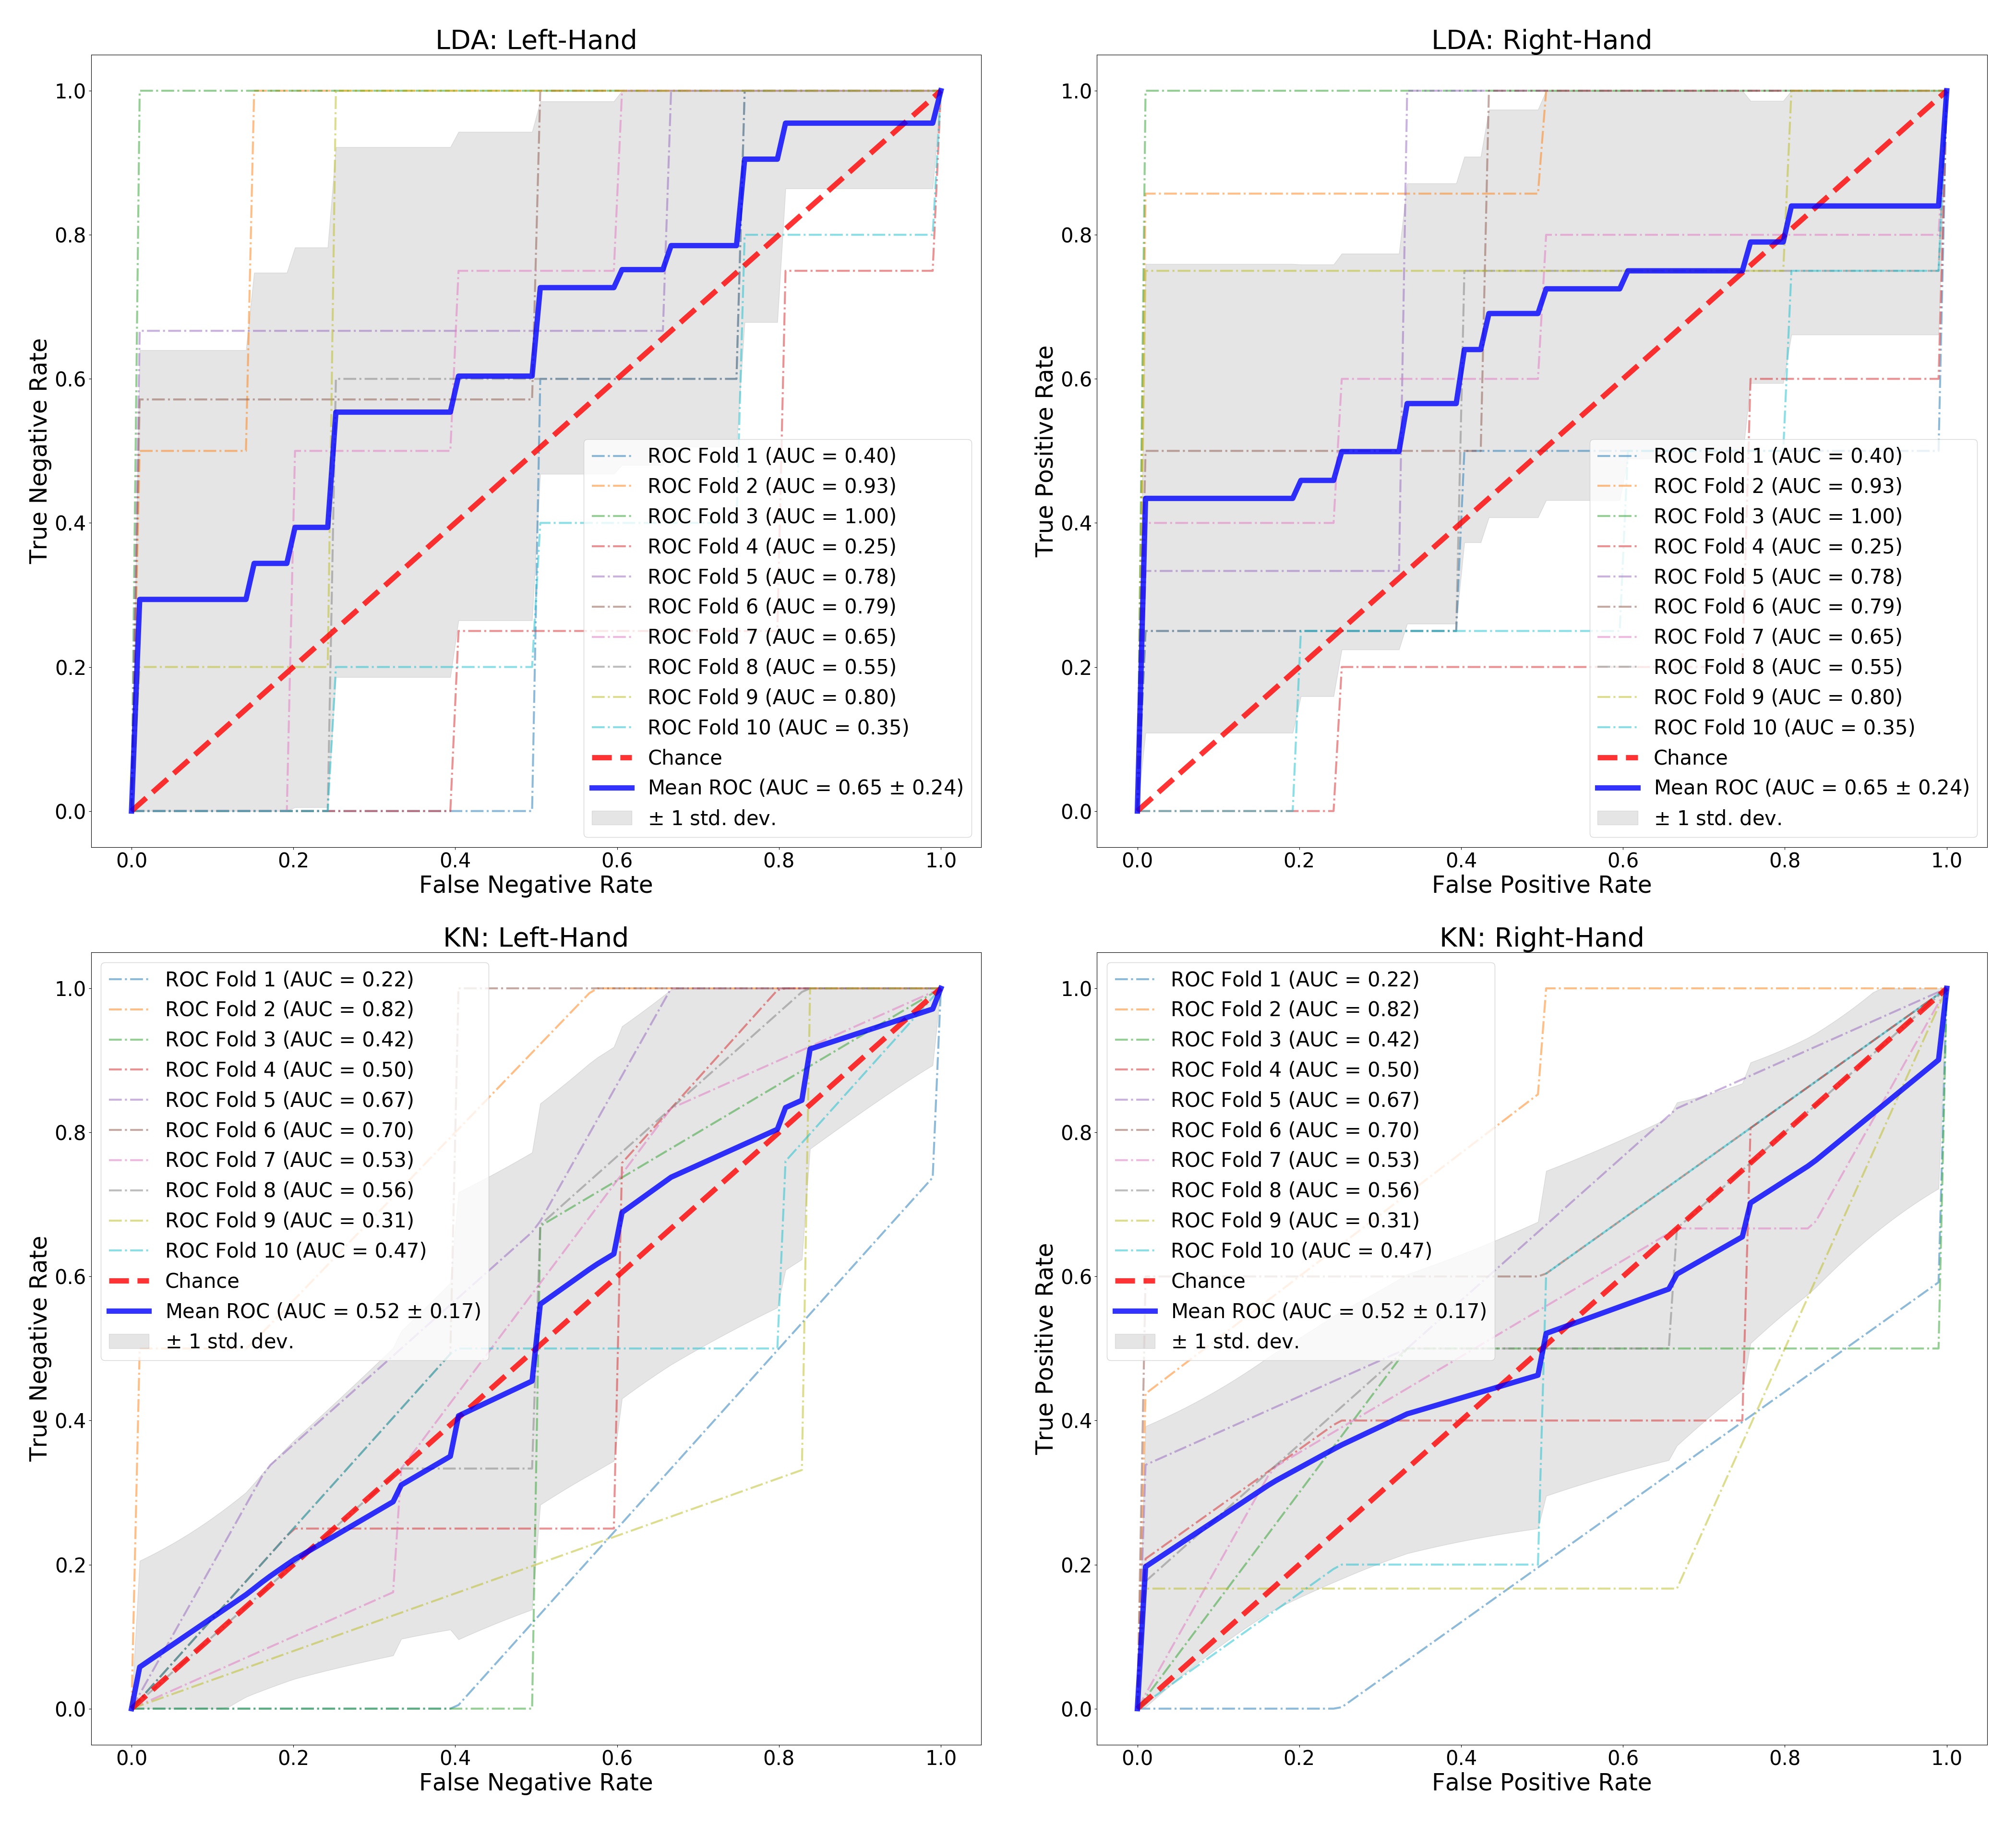 LDA: Left-Hand
True Negative Rate
1.0
0.8
0.6
0.4
0.2
0.0
ROC Fold 1 (AUC = 0.40)
ROC Fold 2 (AUC = 0.93)
ROC Fold 3 (AUC = 1.00)
ROC Fold 4 (AUC = 0.25)
ROC Fold 5 (AUC = 0.78)
ROC Fold 6 (AUC = 0.79)
ROC Fold 7 (AUC = 0.65)
ROC Fold 8 (AUC = 0.55)
ROC Fold 9 (AUC = 0.80)
ROC Fold 10 (AUC = 0.35)
Chance
Mean ROC (AUC = 0.65 ± 0.24)
± 1 std. dev.
0.0 0.2 0.4 0.6 0.8 1.0
False Negative Rate
LDA: Right-Hand
True Positive Rate
1.0
0.8
0.6
0.4
0.2
0.0
ROC Fold 1 (AUC = 0.40)
ROC Fold 2 (AUC = 0.93)
ROC Fold 3 (AUC = 1.00)
ROC Fold 4 (AUC = 0.25)
ROC Fold 5 (AUC = 0.78)
ROC Fold 6 (AUC = 0.79)
ROC Fold 7 (AUC = 0.65)
ROC Fold 8 (AUC = 0.55)
ROC Fold 9 (AUC = 0.80)
ROC Fold 10 (AUC = 0.35)
Chance
Mean ROC (AUC = 0.65 ± 0.24)
± 1 std. dev.
0.0 0.2 0.4 0.6 0.8 1.0
False Positive Rate
KN: Left-Hand
True Negative Rate
1.0
0.8
0.6
0.4
0.2
0.0
ROC Fold 1 (AUC = 0.22)
ROC Fold 2 (AUC = 0.82)
ROC Fold 3 (AUC = 0.42)
ROC Fold 4 (AUC = 0.50)
ROC Fold 5 (AUC = 0.67)
ROC Fold 6 (AUC = 0.70)
ROC Fold 7 (AUC = 0.53)
ROC Fold 8 (AUC = 0.56)
ROC Fold 9 (AUC = 0.31)
ROC Fold 10 (AUC = 0.47)
Chance
Mean ROC (AUC = 0.52 ± 0.17)
± 1 std. dev.
0.0 0.2 0.4 0.6 0.8 1.0
False Negative Rate
KN: Right-Hand
True Positive Rate
1.0
0.8
0.6
0.4
0.2
0.0
ROC Fold 1 (AUC = 0.22)
ROC Fold 2 (AUC = 0.82)
ROC Fold 3 (AUC = 0.42)
ROC Fold 4 (AUC = 0.50)
ROC Fold 5 (AUC = 0.67)
ROC Fold 6 (AUC = 0.70)
ROC Fold 7 (AUC = 0.53)
ROC Fold 8 (AUC = 0.56)
ROC Fold 9 (AUC = 0.31)
ROC Fold 10 (AUC = 0.47)
Chance
Mean ROC (AUC = 0.52 ± 0.17)
± 1 std. dev.
0.0 0.2 0.4 0.6 0.8 1.0
False Positive Rate